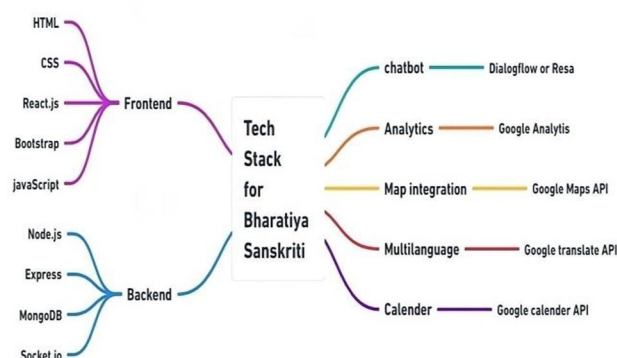 HTML
CSS
React.js
Bootstrap
javaScript
Frontend
Node.js
Express
MongoDB
Socket.io
Backend
Tech
Stack
for
Bharatiya
Sanskriti
chatbot
Dialogflow or Resa
Analytics
Google Analytis
Map integration
Google Maps API
Multilanguage
Google translate API
Calender
Google calender API